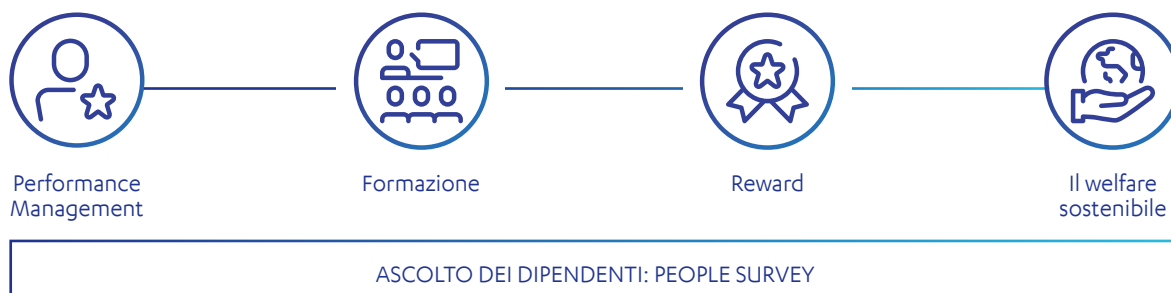 Performance
Management
Formazione
Reward
Il welfare
sostenibile
ASCOLTO DEI DIPENDENTI: PEOPLE SURVEY